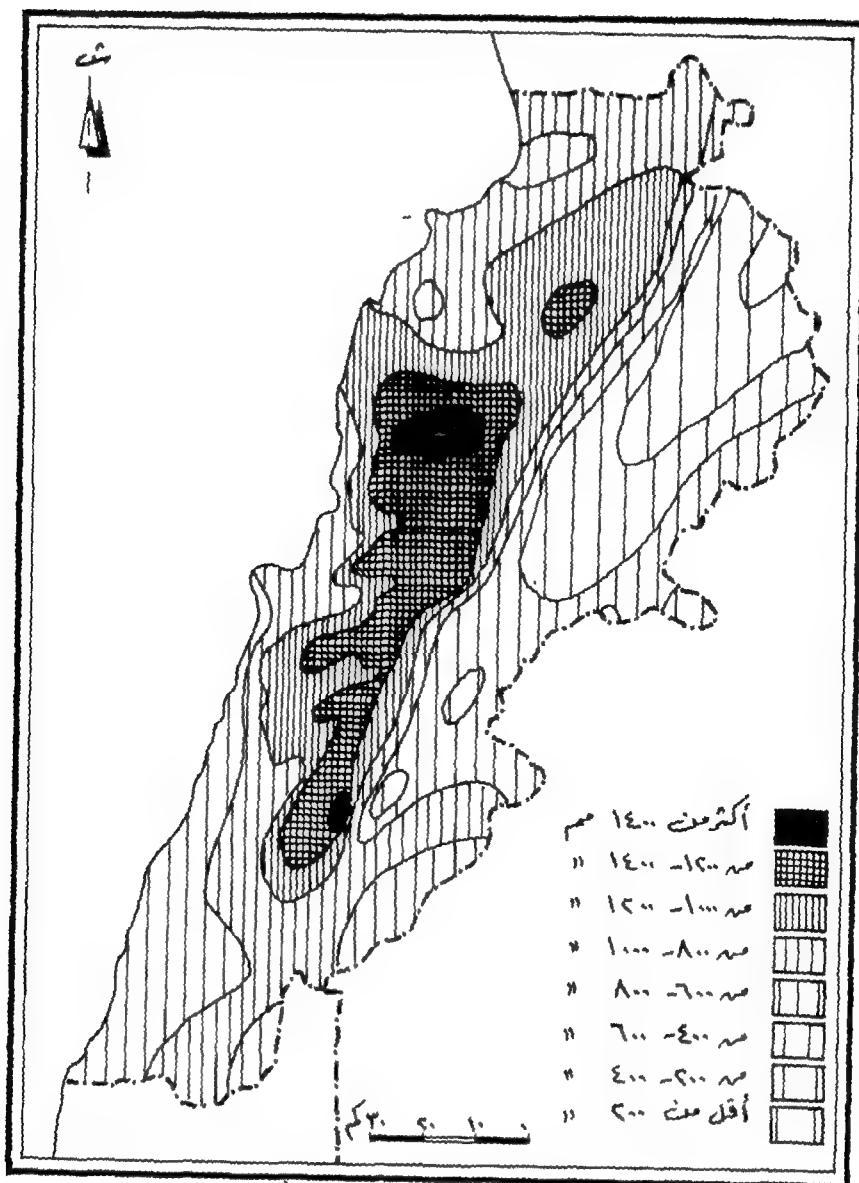 ش
أكثر من ١٤٠٠ مم
من ١٢٠٠ - ١٤٠٠ "
من ١٠٠٠ - ١٢٠٠ "
من ٨٠٠ - ١٠٠٠ "
من ٦٠٠ - ٨٠٠ "
من ٤٠٠ - ٦٠٠ "
من ٢٠٠ - ٤٠٠ "
أقل من ٢٠٠ "
٠ ١٠ ٢٠ ٣٠ كم